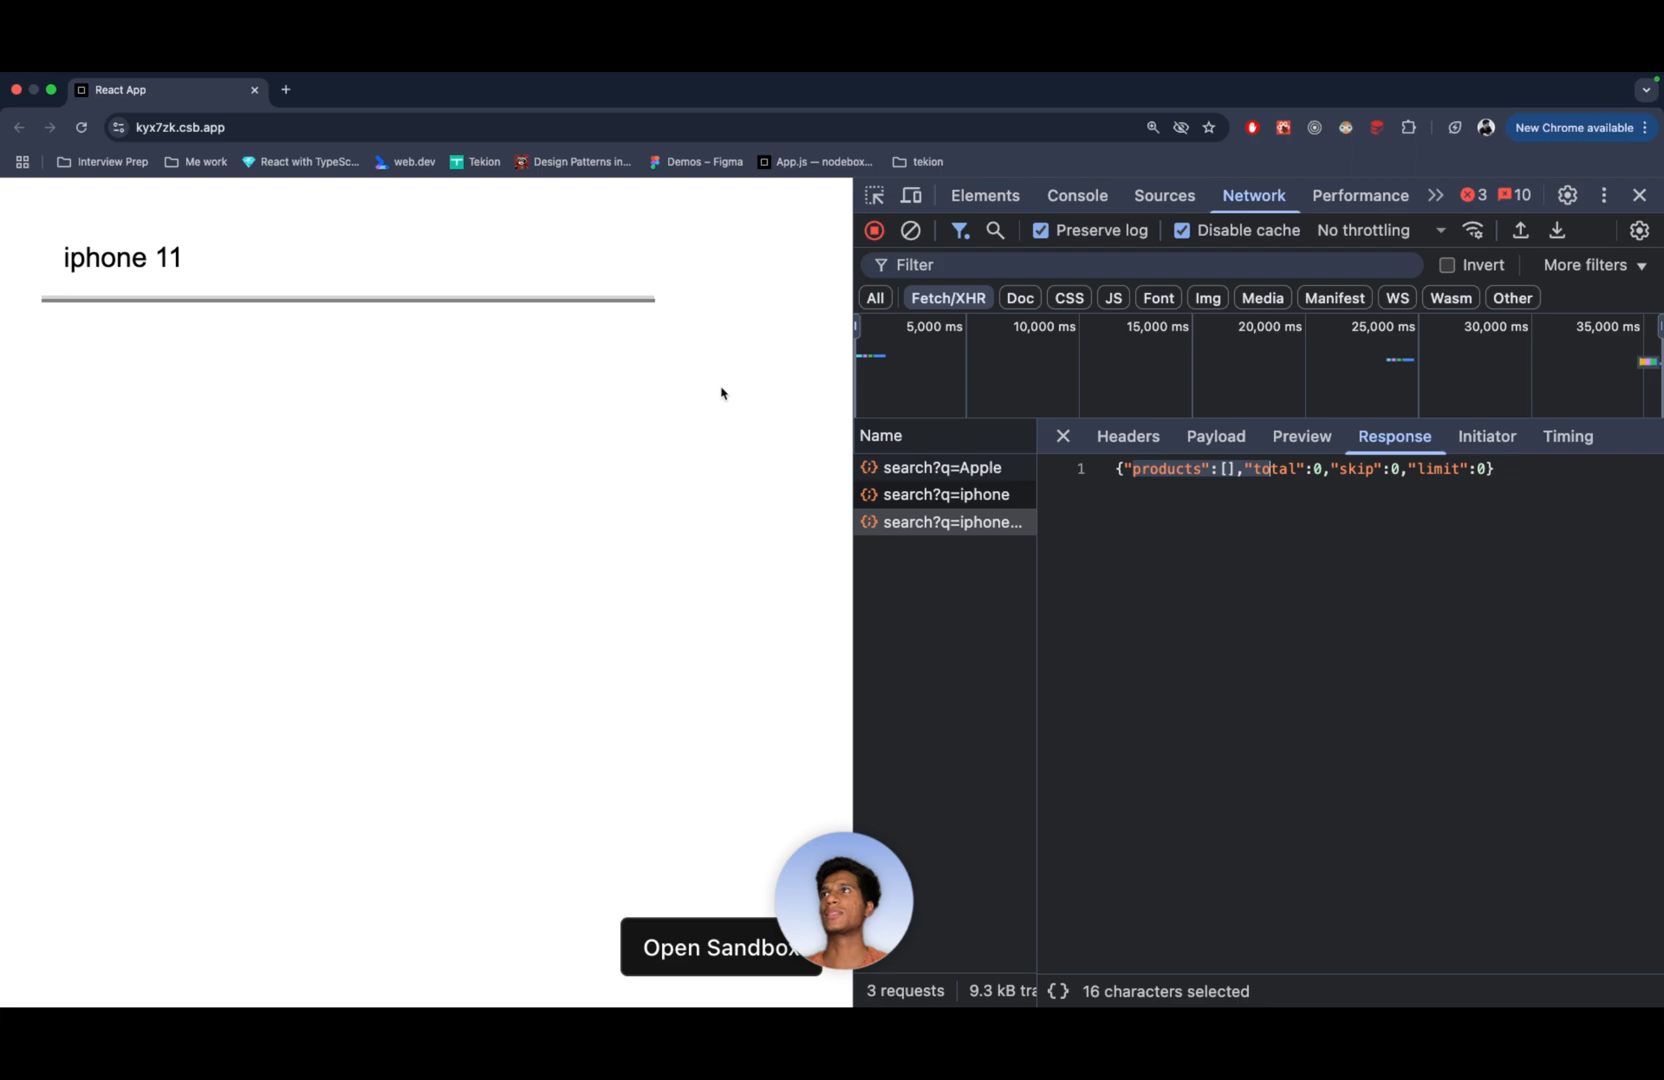 React App
kyx7zk.csb.app
New Chrome available
Interview Prep
Me work
React with TypeSc...
web.dev
Tekion
Design Patterns in...
Demos – Figma
App.js — nodebox...
tekion
iphone 11
Open Sandbox
Elements
Console
Sources
Network
Performance
3
10
Preserve log
Disable cache
No throttling
Filter
Invert
More filters
All
Fetch/XHR
Doc
CSS
JS
Font
Img
Media
Manifest
WS
Wasm
Other
5,000 ms
10,000 ms
15,000 ms
20,000 ms
25,000 ms
30,000 ms
35,000 ms
Name
Headers
Payload
Preview
Response
Initiator
Timing
search?q=Apple
search?q=iphone
search?q=iphone...
1 {"products":[],"total":0,"skip":0,"limit":0}
3 requests
9.3 kB tra
{ } 16 characters selected